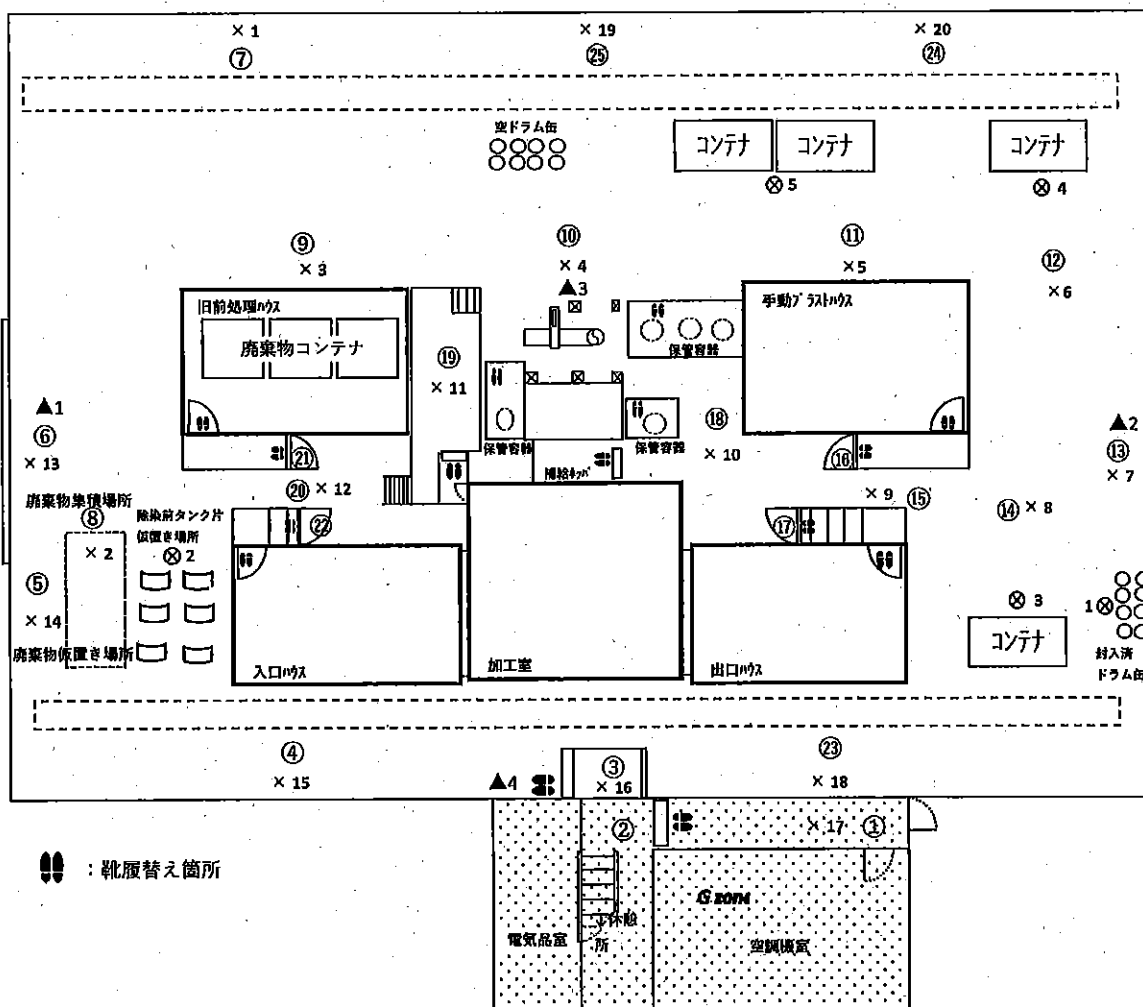 × 1
× 19
× 20
⑦
㉕
㉔
空ドラム缶
コンテナ
コンテナ
コンテナ
⊗ 5
⊗ 4
⑨
⑩
⑪
⑫
× 3
× 4
× 5
× 6
▲3
旧前処理ハウス
手動ブラストハウス
廃棄物コンテナ
保管容器
⑲
× 11
▲1
⑥
× 13
⑱
× 10
▲2
⑬
× 7
保管容器
保管容器
補給ホッパ
㉑
⑯
⑳
× 12
× 9
⑮
⑭
× 8
廃棄物集積場所
⑧
× 2
除染前タンク片
仮置き場所
⊗ 2
㉒
⑰
⑤
× 14
⊗ 3
1⊗
コンテナ
廃棄物仮置き場所
封入済
ドラム缶
入口ハウス
加工室
出口ハウス
④
× 15
▲4
③
× 16
㉓
× 18
②
× 17
①
:靴履替え箇所
G ZONE
電気品室
休憩
所
空調機室